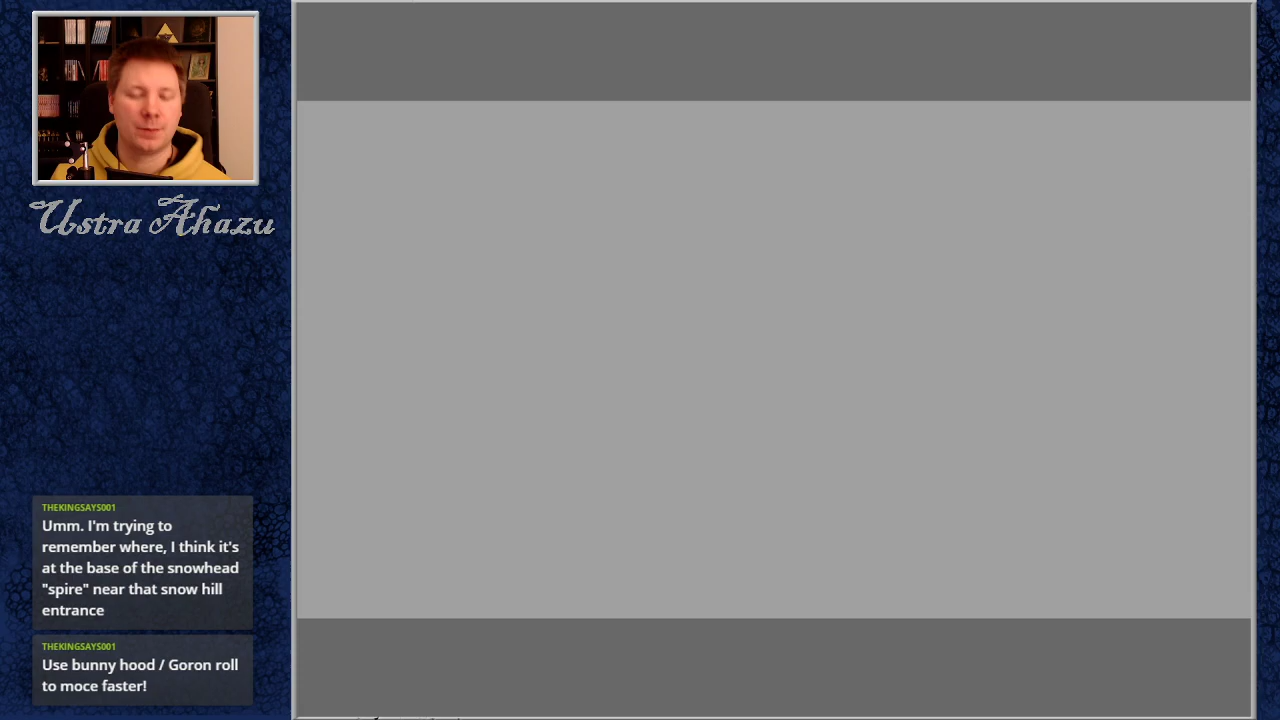 Ustra Ahazu
THEKINGSAYS001
Umm. I'm trying to
remember where, I think it's
at the base of the snowhead
"spire" near that snow hill
entrance
THEKINGSAYS001
Use bunny hood / Goron roll
to moce faster!